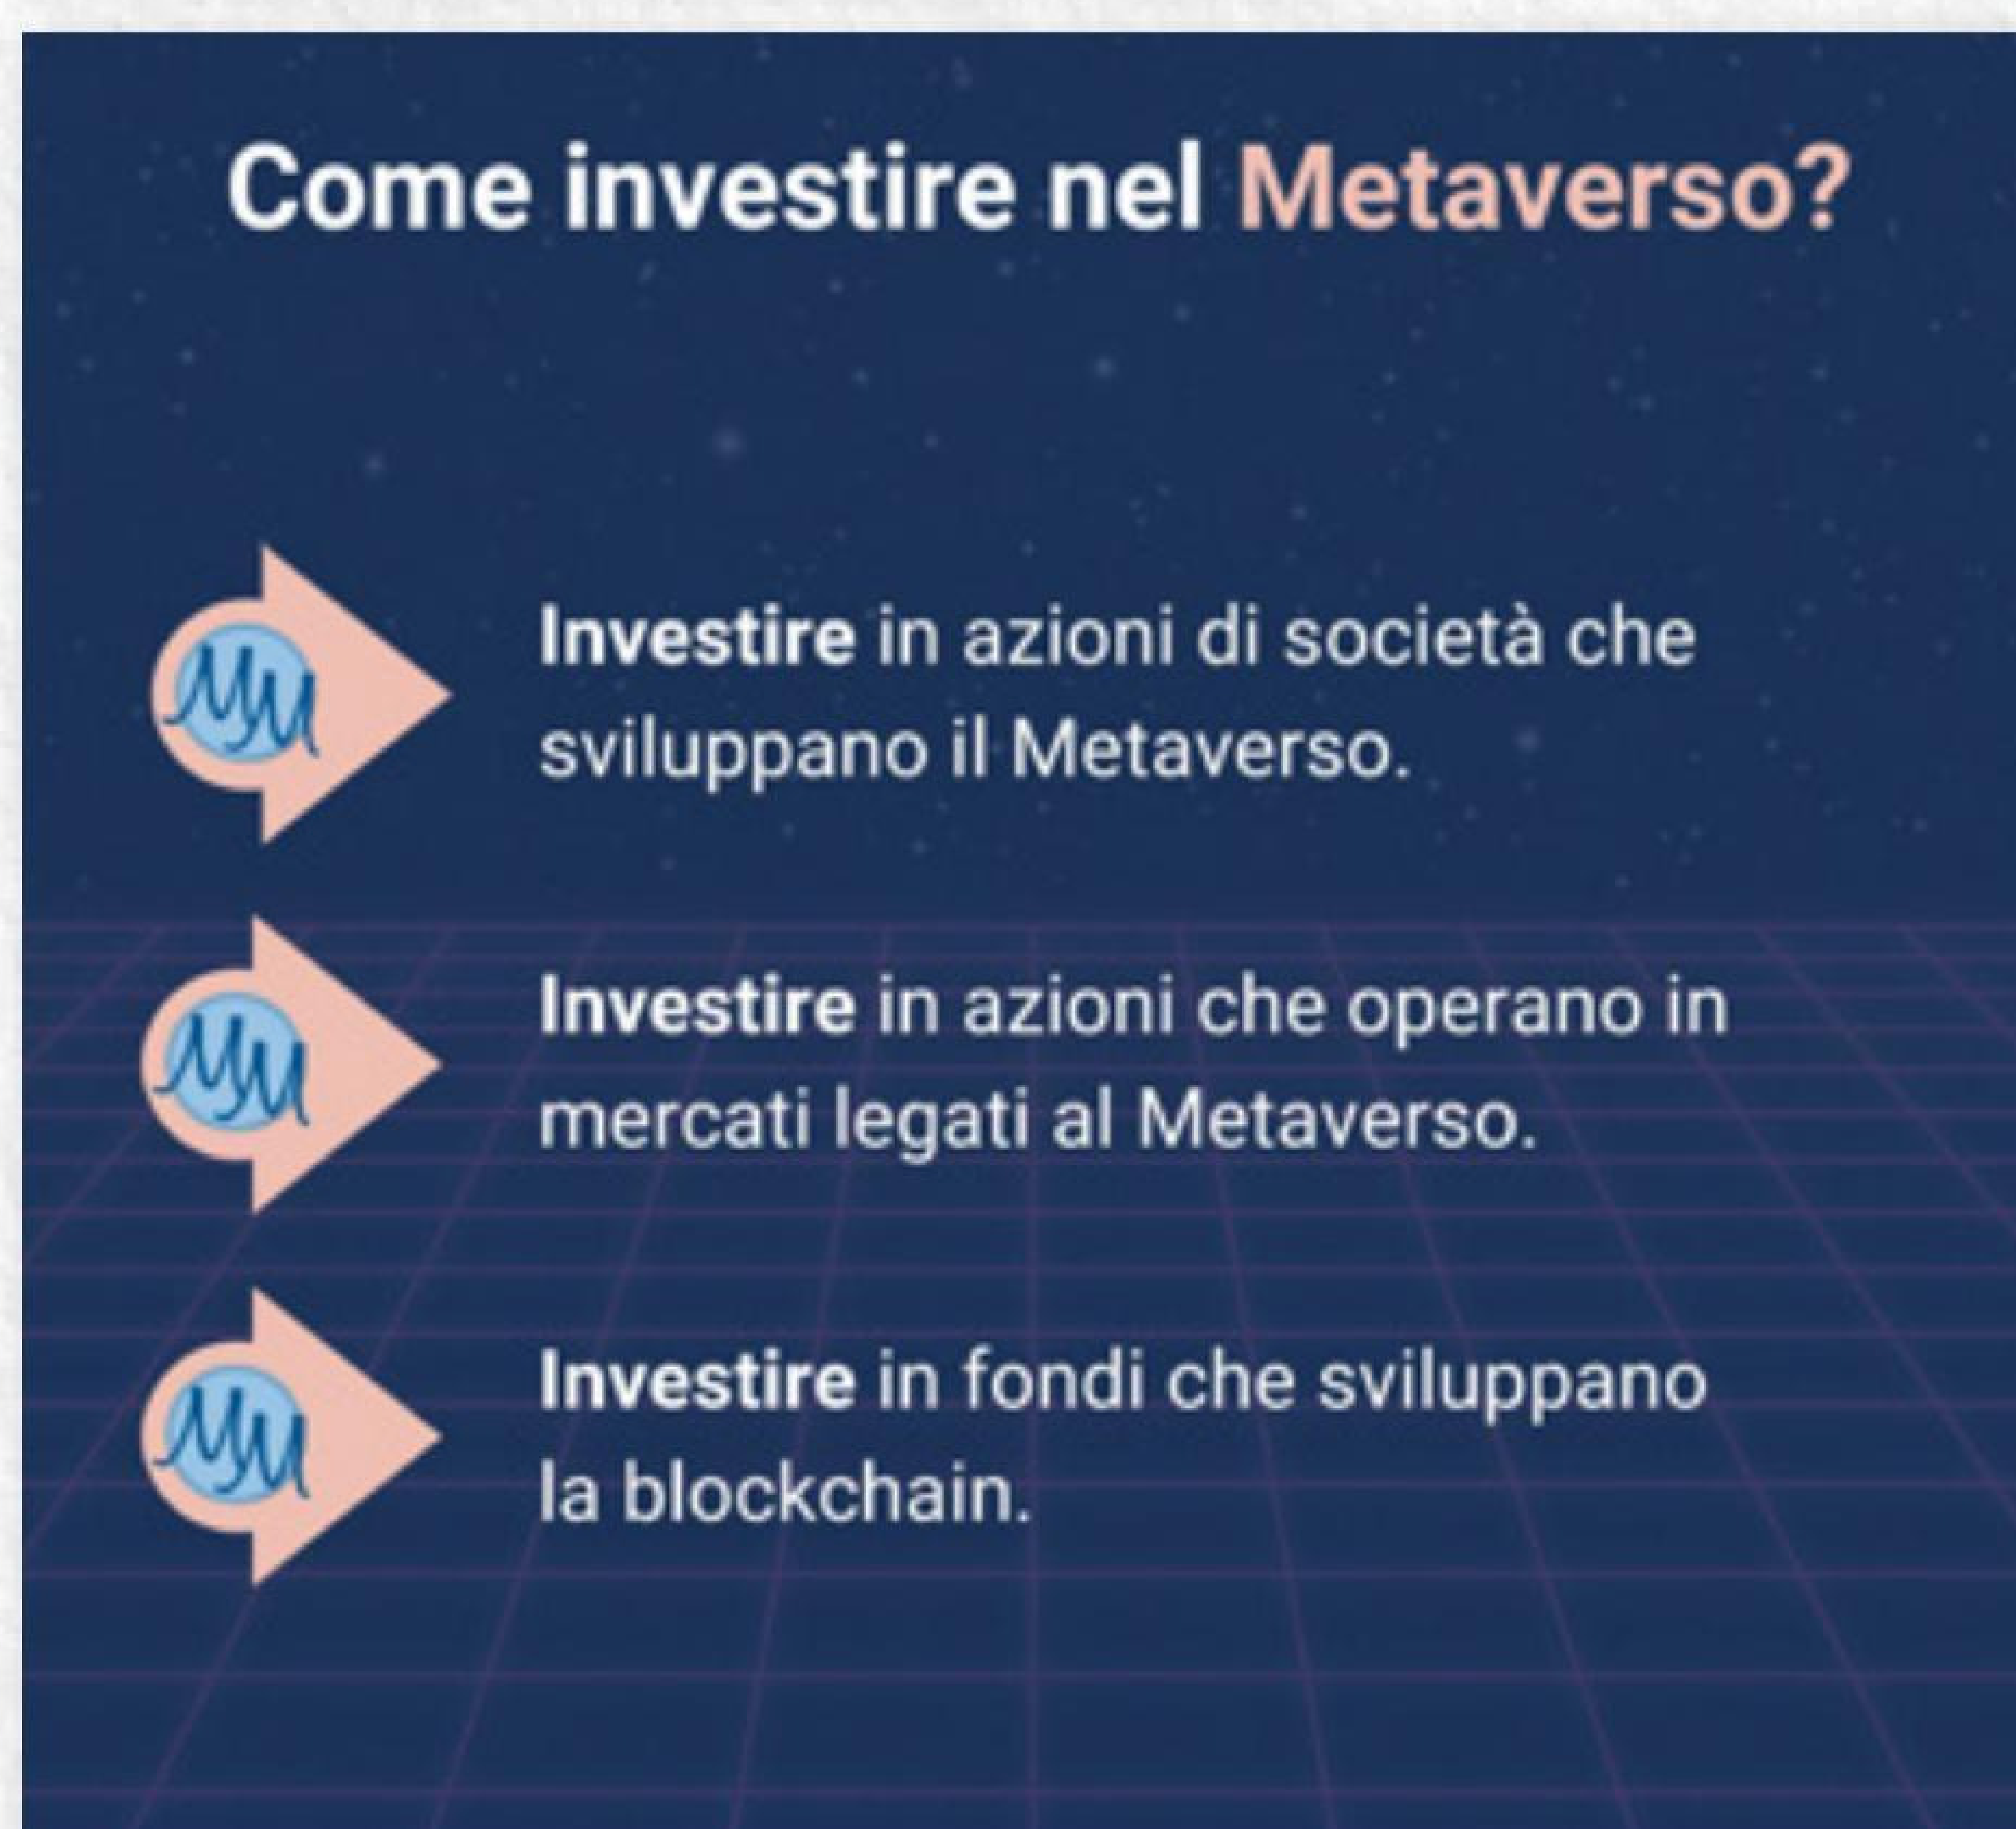 Come investire nel Metaverso?
Investire in azioni di società che
sviluppano il Metaverso.
Investire in azioni che operano in
mercati legati al Metaverso.
Investire in fondi che sviluppano
la blockchain.